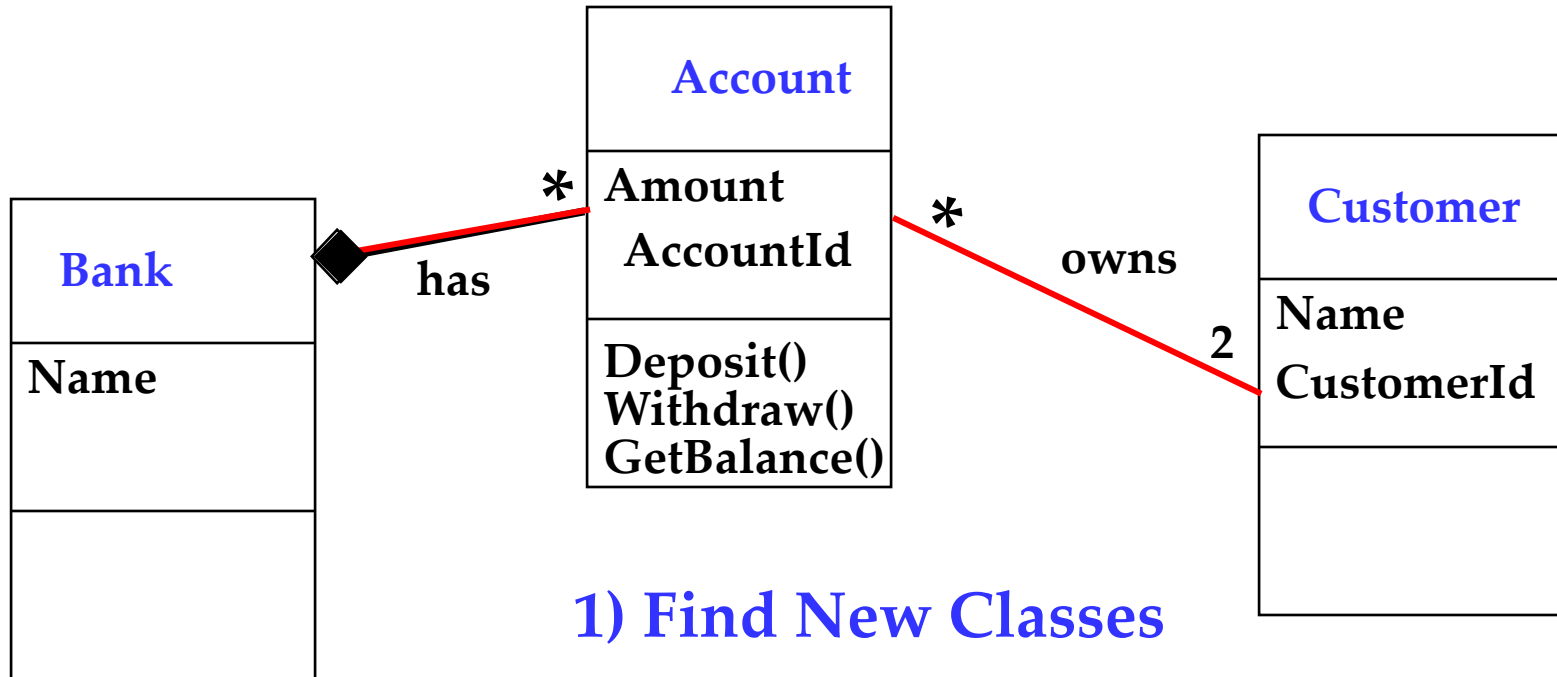 Bank
Name
*
has
Account
Amount
AccountId
Deposit()
Withdraw()
GetBalance()
*
owns
2
Customer
Name
CustomerId
1) Find New Classes